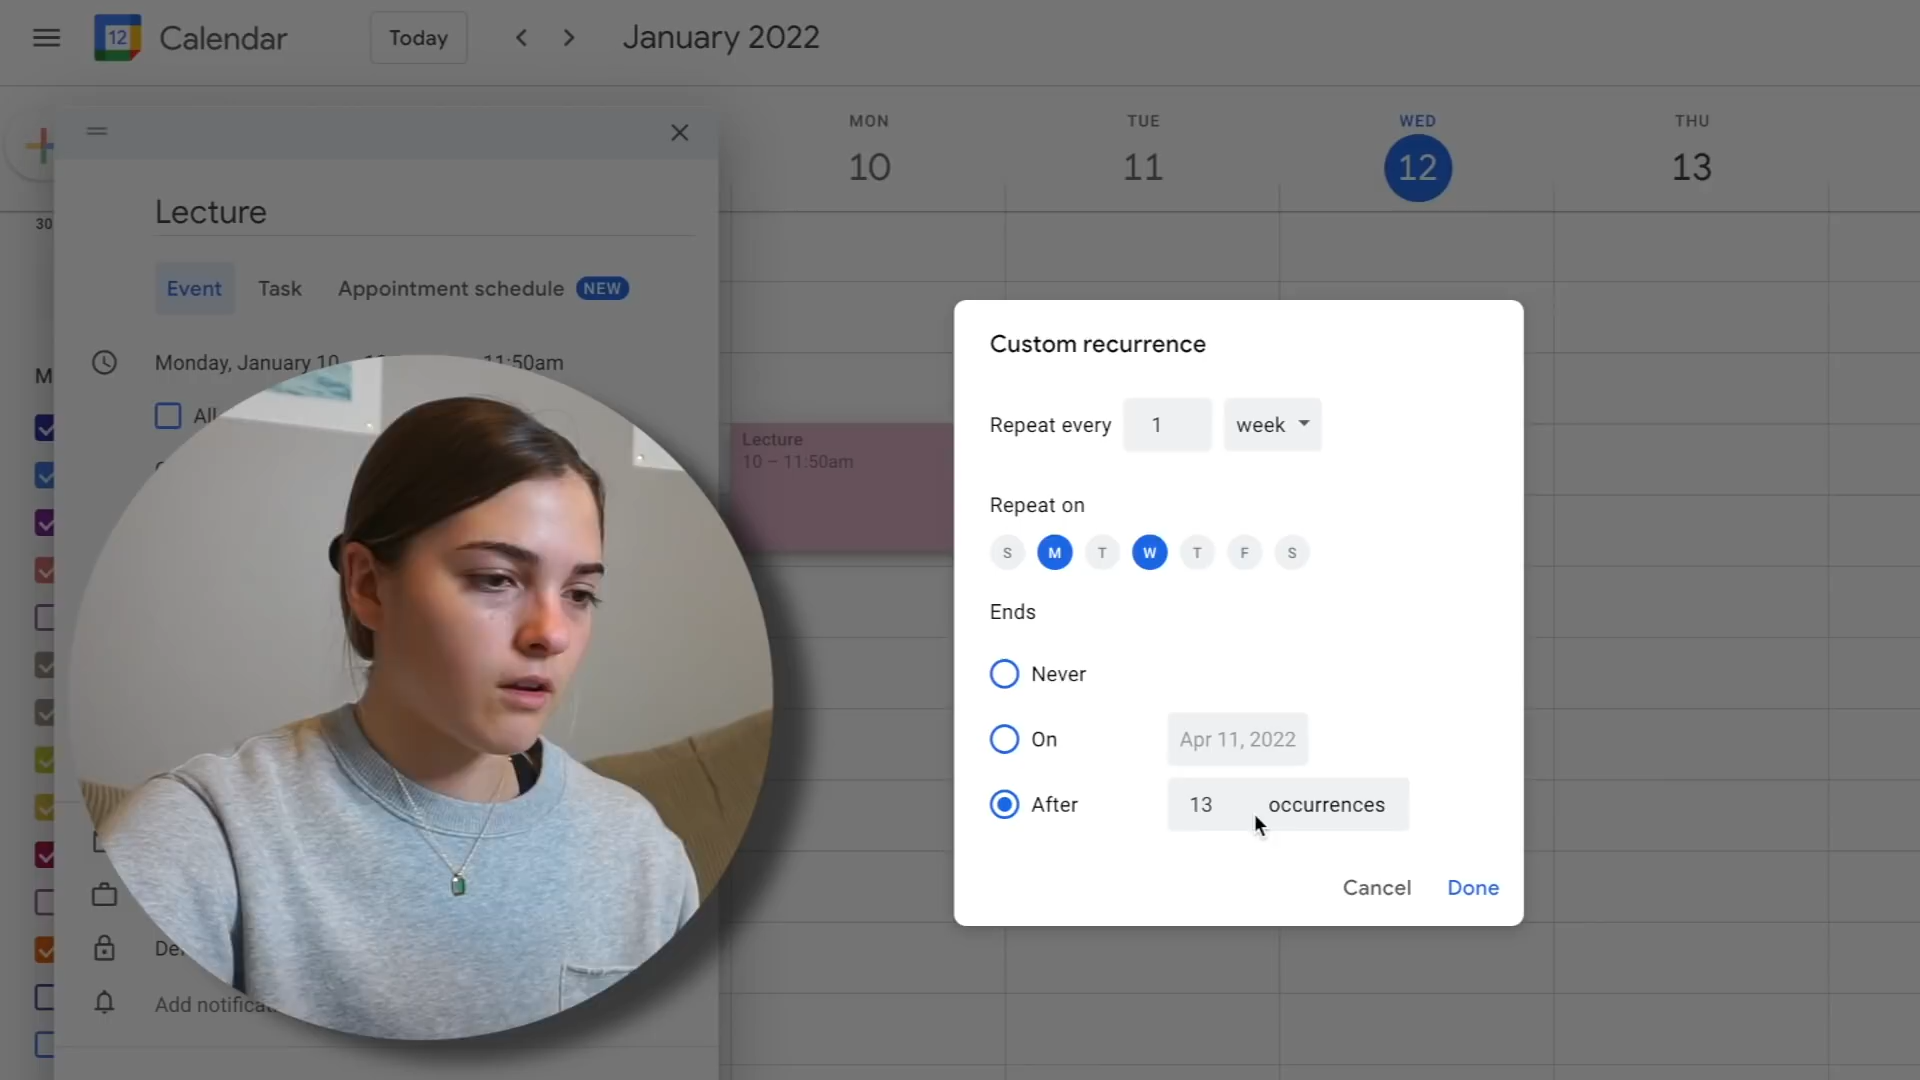 12
Calendar
Today
January 2022
MON
10
TUE
11
WED
12
THU
13
30
Lecture
Event
Task
Appointment schedule
NEW
Monday, January 10
11:50am
All
M
Lecture
10 – 11:50am
Custom recurrence
Repeat every
1
week
Repeat on
S
M
T
W
T
F
S
Ends
Never
On
Apr 11, 2022
After
13
occurrences
Cancel
Done
De
Add notifica